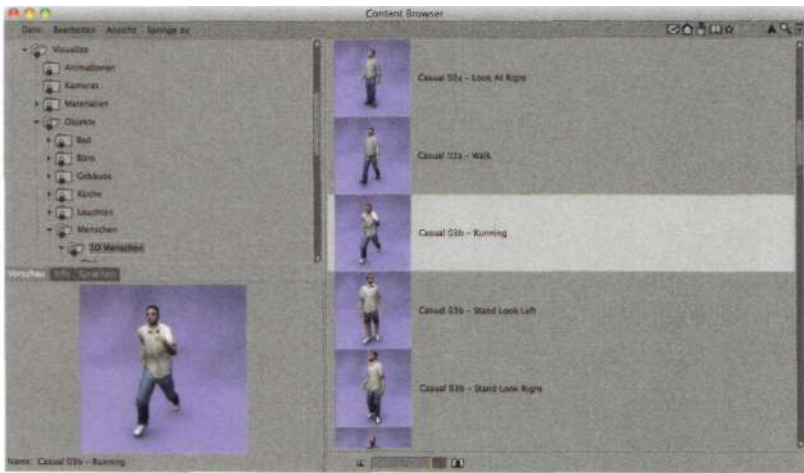 Content Browser
Datei Bearbeiten Ansicht Springe zu
Visualize
Animationen
Kameras
Materialien
Objekte
Bad
Büro
Gebäude
Küche
Leuchten
Menschen
3D Menschen
Vorschau Info Sprachen
Name: Casual 03b - Running
Casual 02a - Look At Right
Casual 02a - Walk
Casual 03b - Running
Casual 03b - Stand Look Left
Casual 03b - Stand Look Right